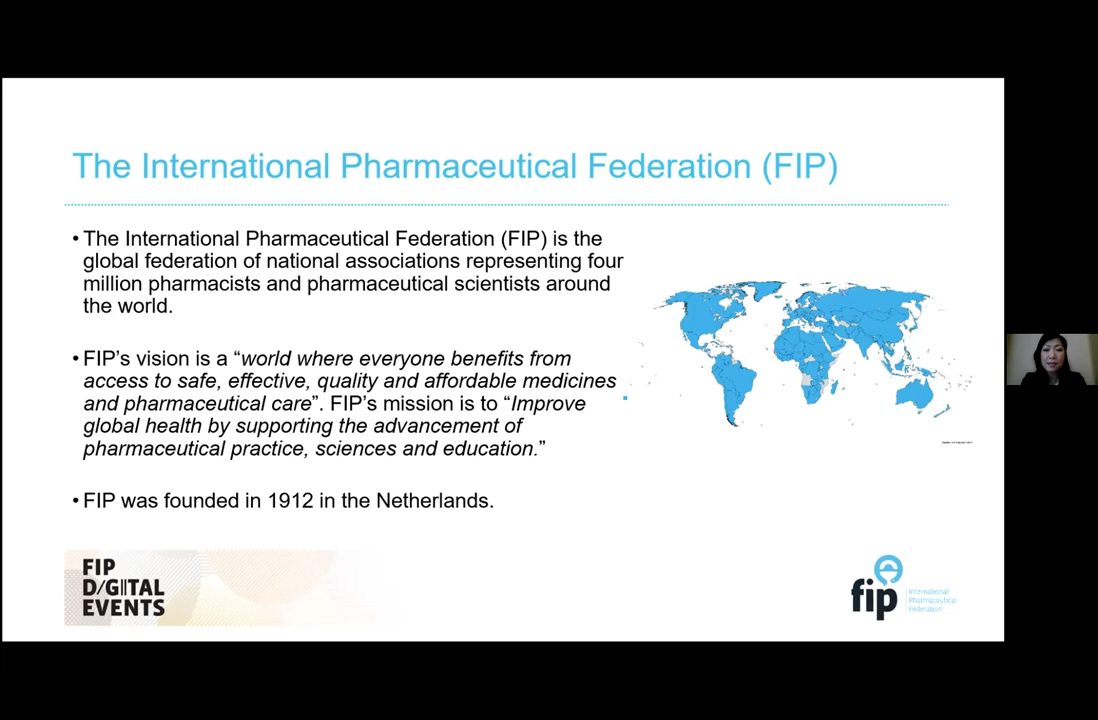 The International Pharmaceutical Federation (FIP)
• The International Pharmaceutical Federation (FIP) is the
global federation of national associations representing four
million pharmacists and pharmaceutical scientists around
the world.
• FIP’s vision is a “world where everyone benefits from
access to safe, effective, quality and affordable medicines
and pharmaceutical care”. FIP’s mission is to “Improve
global health by supporting the advancement of
pharmaceutical practice, sciences and education.”
• FIP was founded in 1912 in the Netherlands.
FIP
D/GITAL
EVENTS
fip
International
Pharmaceutical
Federation